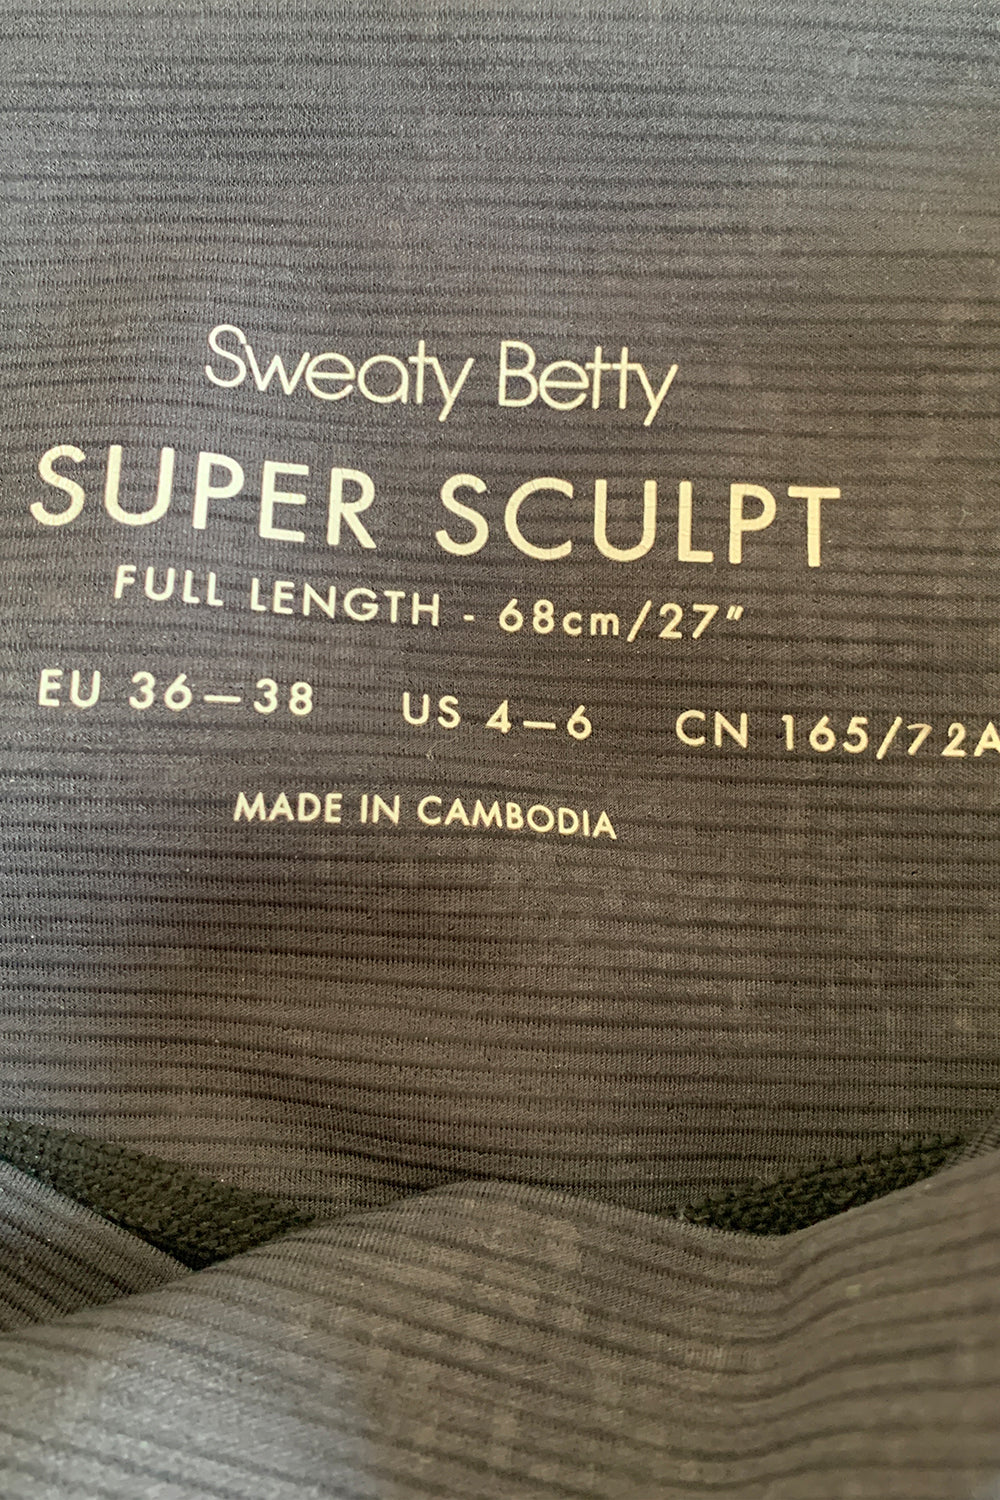 Sweaty Betty
SUPER SCULPT
FULL LENGTH - 68cm/27"
EU 36—38 US 4—6 CN 165/72A
MADE IN CAMBODIA